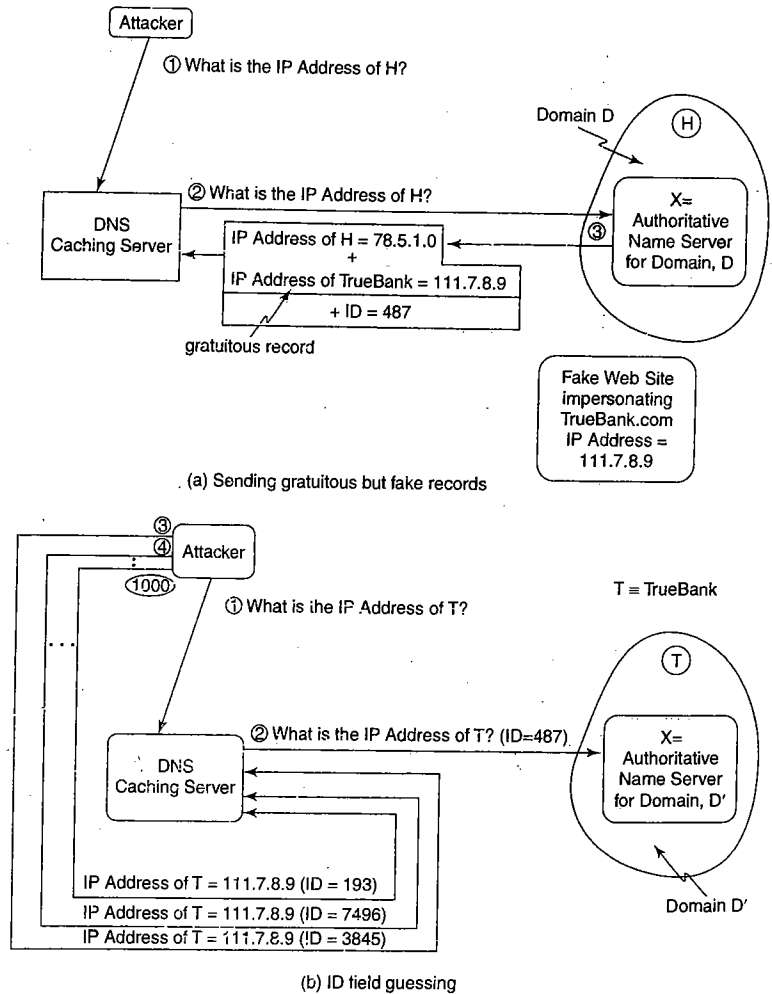 Attacker
① What is the IP Address of H?
Domain D
H
② What is the IP Address of H?
DNS
Caching Server
③
X=
Authoritative
Name Server
for Domain, D
IP Address of H = 78.5.1.0
+
IP Address of TrueBank = 111.7.8.9
+ ID = 487
gratuitous record
Fake Web Site
impersonating
TrueBank.com
IP Address =
111.7.8.9
(a) Sending gratuitous but fake records
③
④
⋮
1000
Attacker
① What is the IP Address of T?
T ≡ TrueBank
T
...
② What is the IP Address of T? (ID=487)
DNS
Caching Server
X=
Authoritative
Name Server
for Domain, D'
IP Address of T = 111.7.8.9 (ID = 193)
IP Address of T = 111.7.8.9 (ID = 7496)
IP Address of T = 111.7.8.9 (ID = 3845)
Domain D'
(b) ID field guessing